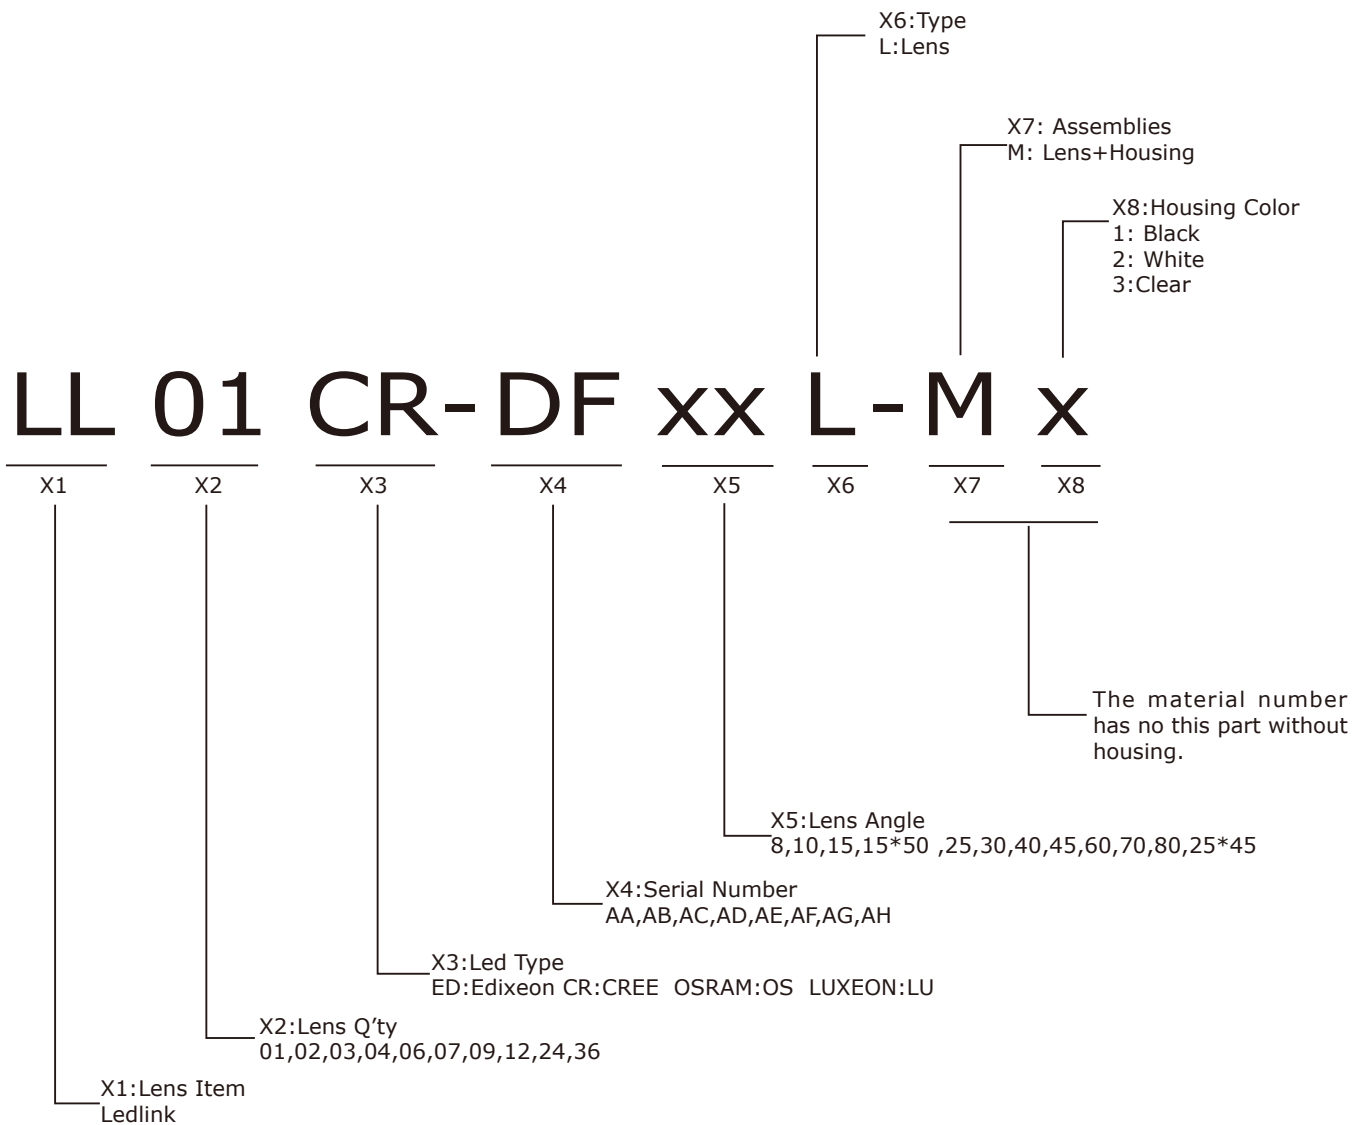 X6:Type
L:Lens
X7: Assemblies
M: Lens+Housing
X8:Housing Color
1: Black
2: White
3:Clear
LL 01 CR-DF xx L-M x
X1 X2 X3 X4 X5 X6 X7 X8
The material number
has no this part without
housing.
X5:Lens Angle
8,10,15,15*50 ,25,30,40,45,60,70,80,25*45
X4:Serial Number
AA,AB,AC,AD,AE,AF,AG,AH
X3:Led Type
ED:Edixeon CR:CREE OSRAM:OS LUXEON:LU
X2:Lens Q’ty
01,02,03,04,06,07,09,12,24,36
X1:Lens Item
Ledlink